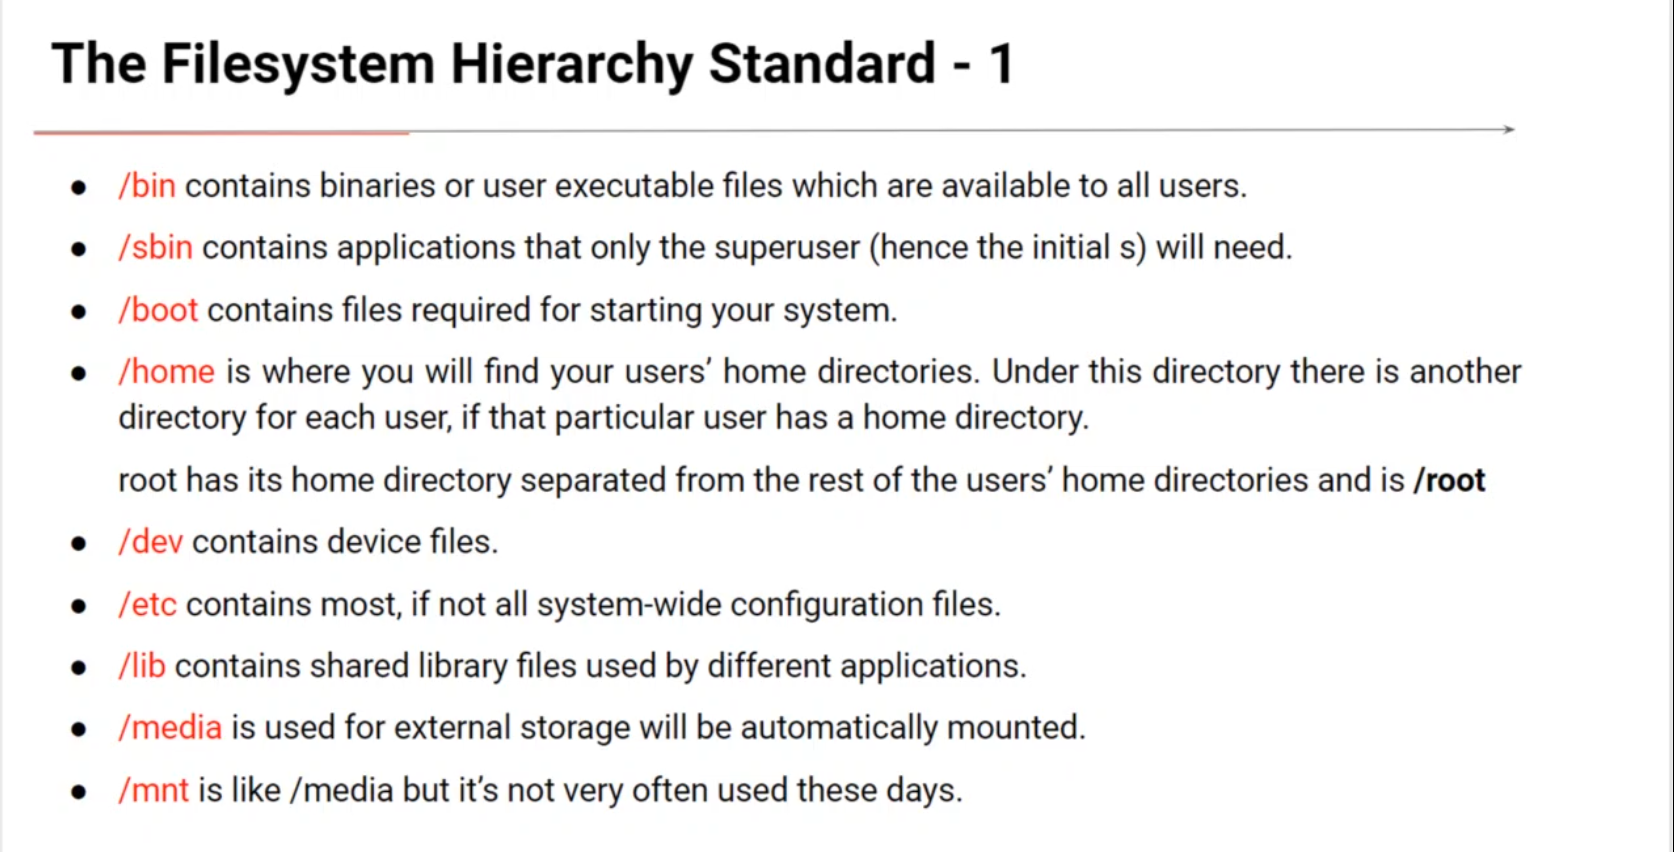 The Filesystem Hierarchy Standard - 1
● /bin contains binaries or user executable files which are available to all users.
● /sbin contains applications that only the superuser (hence the initial s) will need.
● /boot contains files required for starting your system.
● /home is where you will find your users’ home directories. Under this directory there is another
directory for each user, if that particular user has a home directory.
root has its home directory separated from the rest of the users’ home directories and is /root
● /dev contains device files.
● /etc contains most, if not all system-wide configuration files.
● /lib contains shared library files used by different applications.
● /media is used for external storage will be automatically mounted.
● /mnt is like /media but it’s not very often used these days.